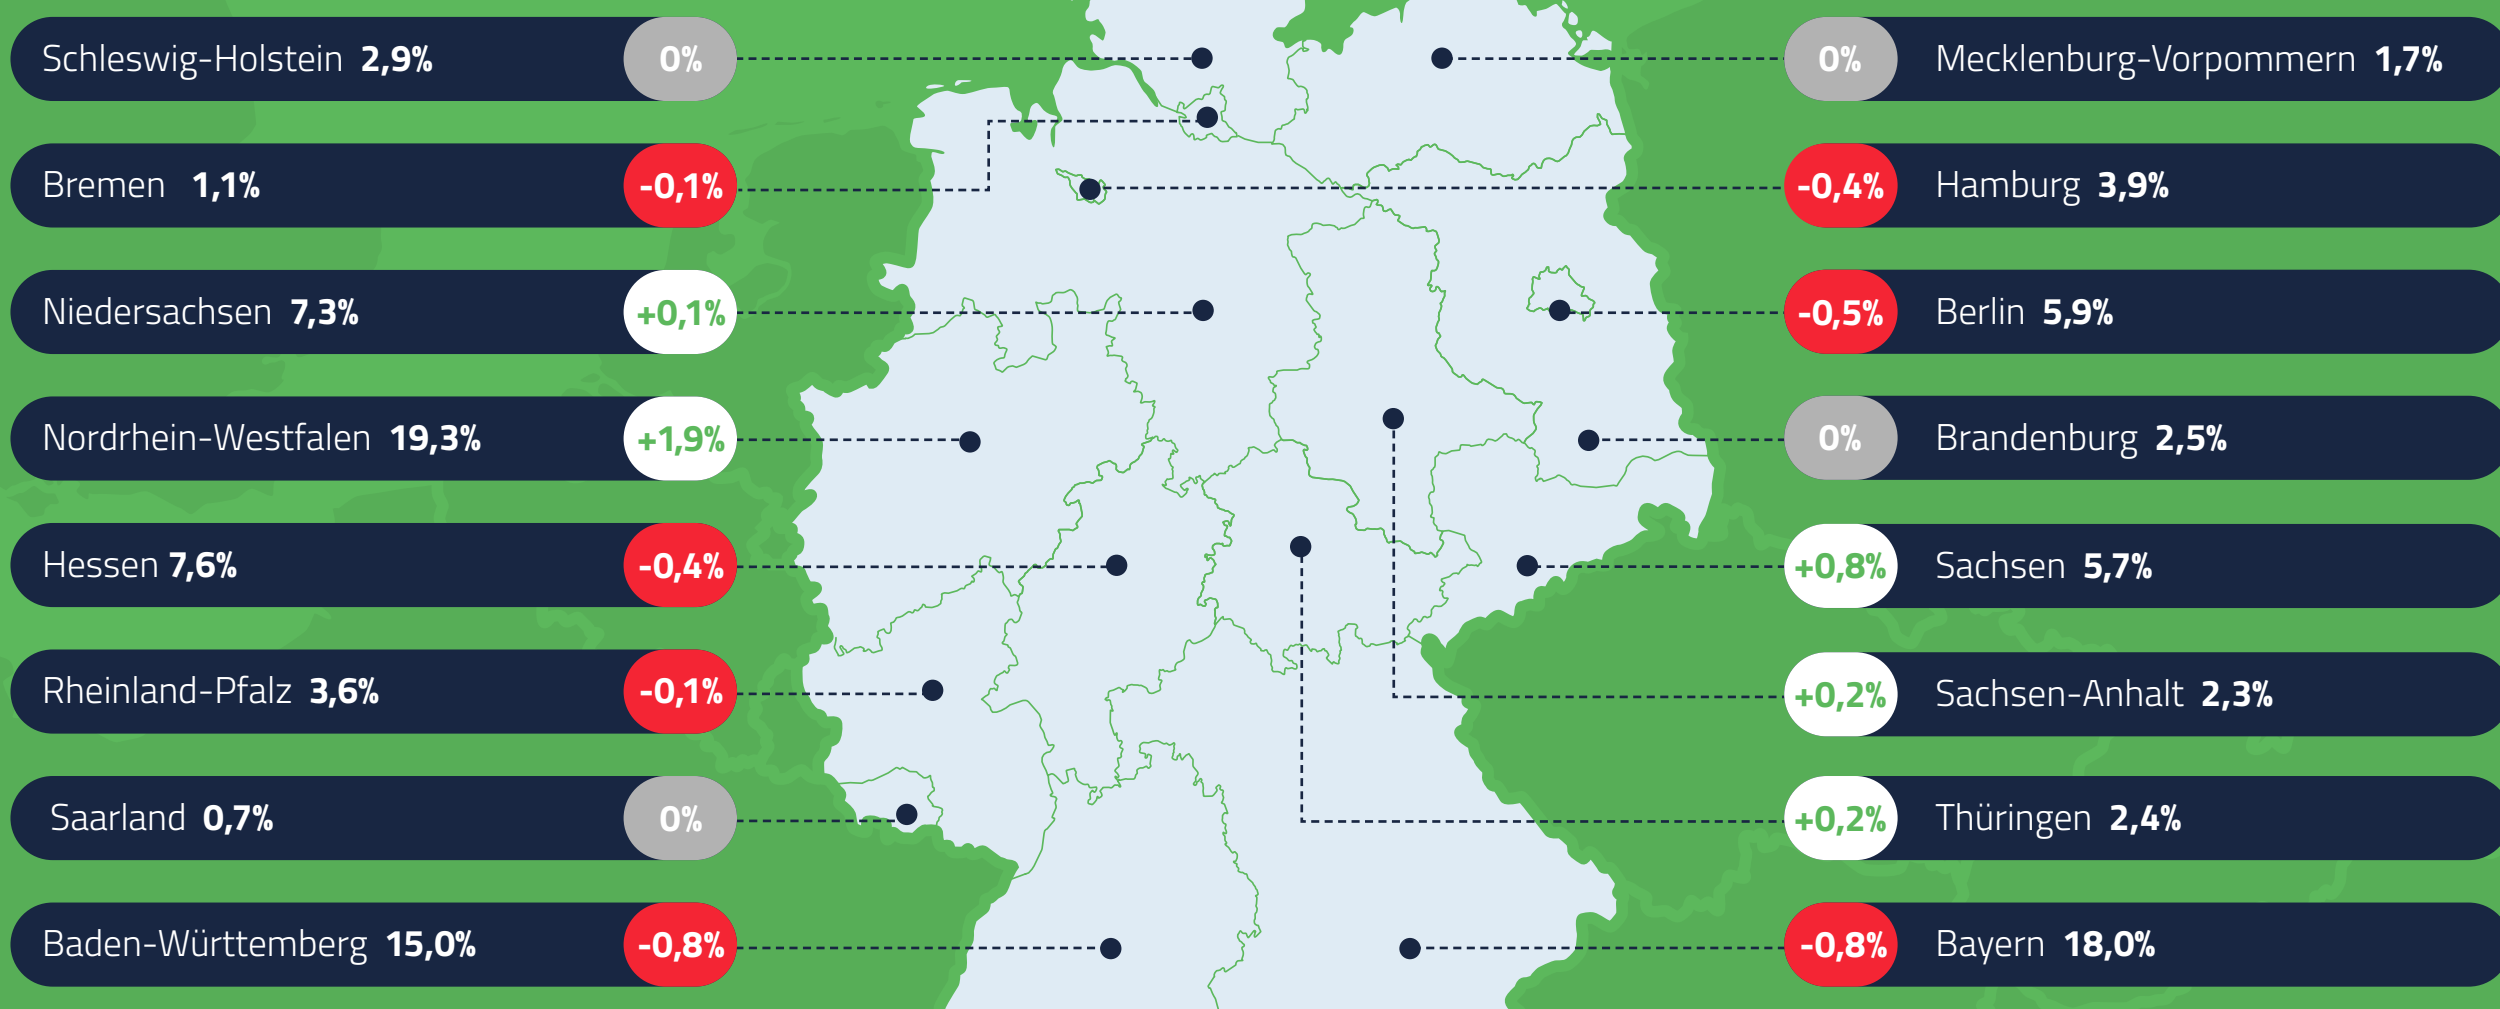 Schleswig-Holstein 2,9% 0%
Bremen 1,1% -0,1%
Niedersachsen 7,3% +0,1%
Nordrhein-Westfalen 19,3% +1,9%
Hessen 7,6% -0,4%
Rheinland-Pfalz 3,6% -0,1%
Saarland 0,7% 0%
Baden-Württemberg 15,0% -0,8%
0% Mecklenburg-Vorpommern 1,7%
-0,4% Hamburg 3,9%
-0,5% Berlin 5,9%
0% Brandenburg 2,5%
+0,8% Sachsen 5,7%
+0,2% Sachsen-Anhalt 2,3%
+0,2% Thüringen 2,4%
-0,8% Bayern 18,0%